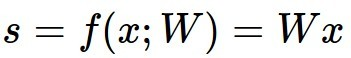 s = f(x; W) = Wx